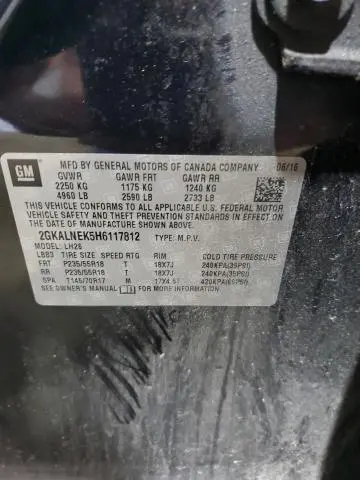 GM
MFD BY GENERAL MOTORS OF CANADA COMPANY 06/16
GVWR GAWR FRT GAWR RR
2250 KG 1175 KG 1240 KG
4960 LB 2590 LB 2733 LB
THIS VEHICLE CONFORMS TO ALL APPLICABLE U.S. FEDERAL MOTOR
VEHICLE SAFETY AND THEFT PREVENTION STANDARDS IN
EFFECT ON THE DATE OF MANUFACTURE SHOWN ABOVE.
2GKALNEK5H6117812 TYPE: M.P.V.
MODEL: LH26
LBB3 TIRE SIZE SPEED RTG RIM COLD TIRE PRESSURE
FRT P235/55R18 T 18X7J 240KPA(35PSI)
RR P235/55R18 T 18X7J 240KPA(35PSI)
SPA T145/70R17 M 17X4.5T 420KPA(60PSI)
SEE OWNER'S MANUAL FOR ADDITIONAL INFORMATION